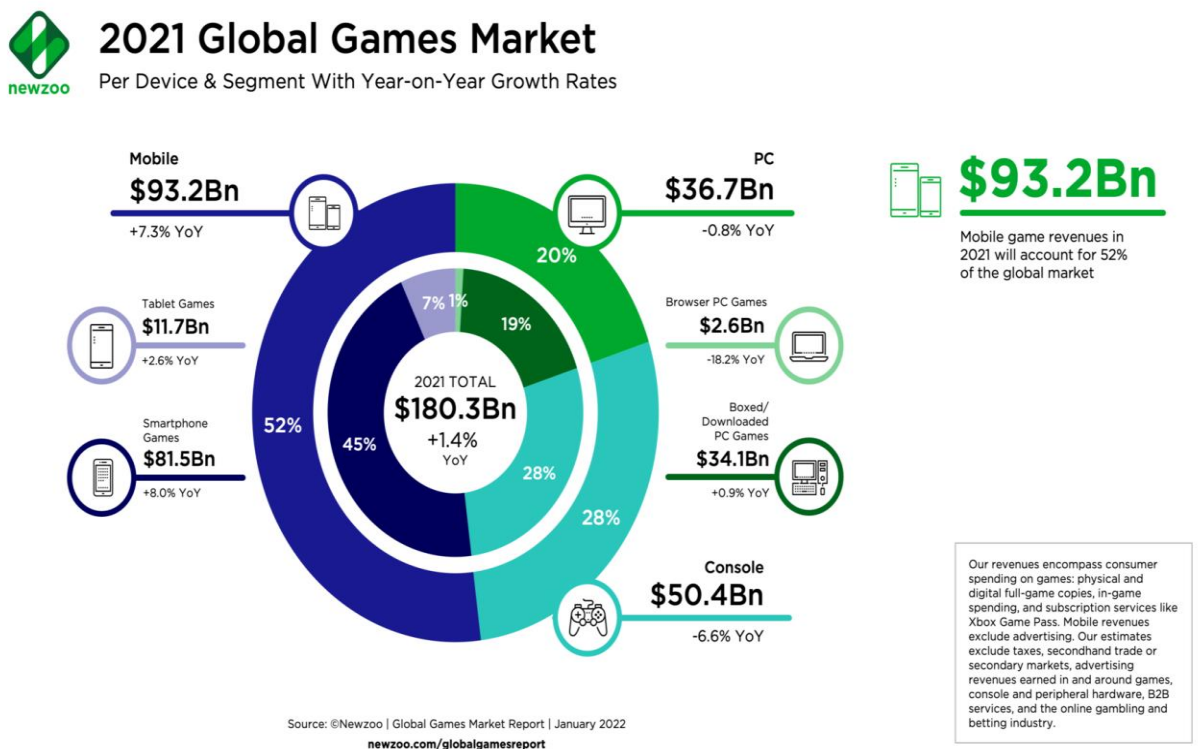 newzoo
2021 Global Games Market
Per Device & Segment With Year-on-Year Growth Rates
Mobile
$93.2Bn
+7.3% YoY
Tablet Games
$11.7Bn
+2.6% YoY
Smartphone
Games
$81.5Bn
+8.0% YoY
52%
20%
28%
7%
1%
19%
45%
28%
2021 TOTAL
$180.3Bn
+1.4%
YoY
PC
$36.7Bn
-0.8% YoY
Browser PC Games
$2.6Bn
-18.2% YoY
Boxed/
Downloaded
PC Games
$34.1Bn
+0.9% YoY
Console
$50.4Bn
-6.6% YoY
$93.2Bn
Mobile game revenues in
2021 will account for 52%
of the global market
Our revenues encompass consumer
spending on games: physical and
digital full-game copies, in-game
spending, and subscription services like
Xbox Game Pass. Mobile revenues
exclude advertising. Our estimates
exclude taxes, secondhand trade or
secondary markets, advertising
revenues earned in and around games,
console and peripheral hardware, B2B
services, and the online gambling and
betting industry.
Source: ©Newzoo | Global Games Market Report | January 2022
newzoo.com/globalgamesreport